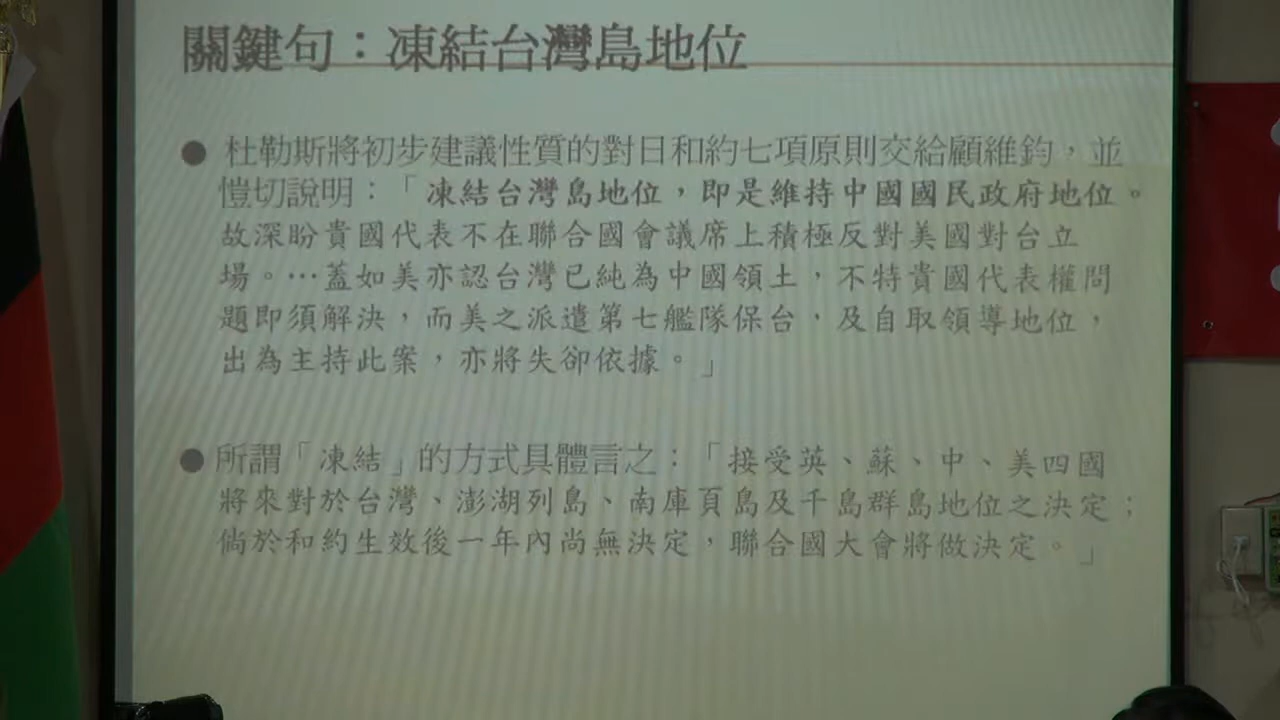 關鍵句：凍結台灣島地位
● 杜勒斯將初步建議性質的對日和約七項原則交給顧維鈞，並
愷切說明：「凍結台灣島地位，即是維持中國國民政府地位。
故深盼貴國代表不在聯合國會議席上積極反對美國對台立
場。…蓋如美亦認台灣已純為中國領土，不特貴國代表權問
題即須解決，而美之派遣第七艦隊保台，及自取領導地位，
出為主持此案，亦將失卻依據。」
● 所謂「凍結」的方式具體言之：「接受英、蘇、中、美四國
將來對於台灣、澎湖列島、南庫頁島及千島群島地位之決定；
倘於和約生效後一年內尚無決定，聯合國大會將做決定。」